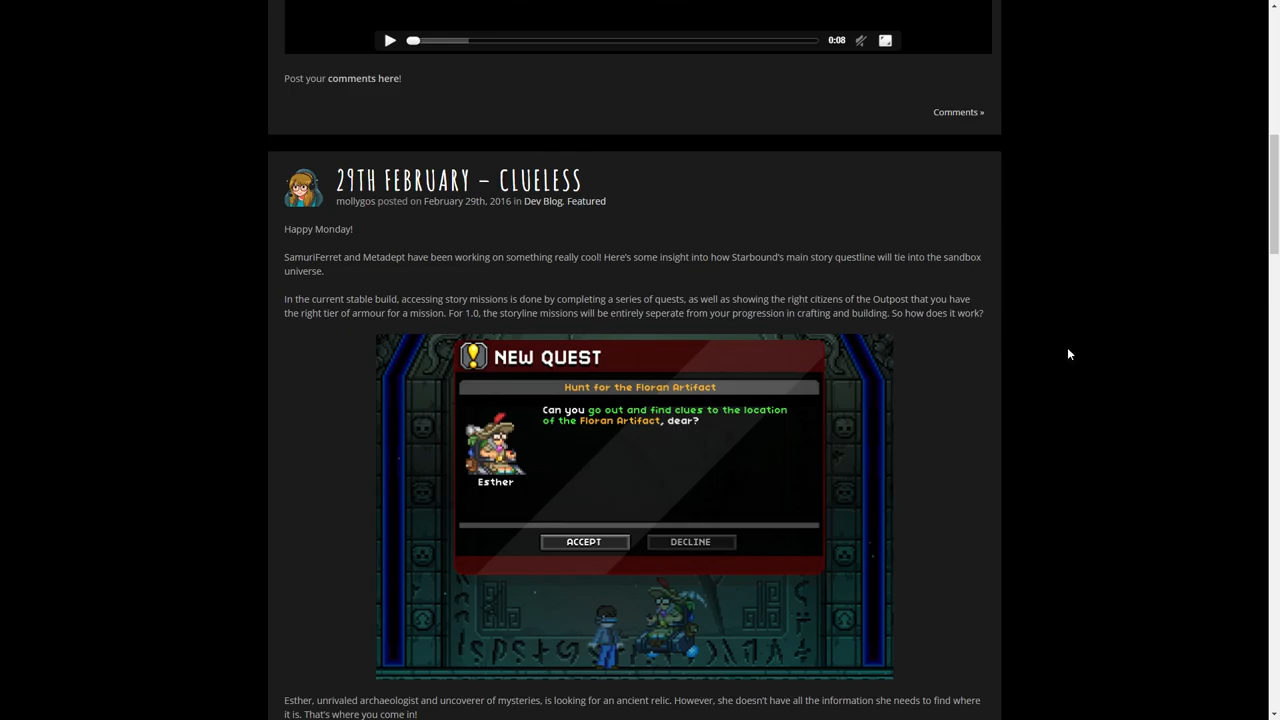 0:08
Post your comments here!
Comments »
29TH FEBRUARY – CLUELESS
mollygos posted on February 29th, 2016 in Dev Blog, Featured
Happy Monday!
SamuriFerret and Metadept have been working on something really cool! Here's some insight into how Starbound's main story questline will tie into the sandbox
universe.
In the current stable build, accessing story missions is done by completing a series of quests, as well as showing the right citizens of the Outpost that you have
the right tier of armour for a mission. For 1.0, the storyline missions will be entirely seperate from your progression in crafting and building. So how does it work?
NEW QUEST
Hunt for the Floran Artifact
Can you go out and find clues to the location
of the Floran Artifact, dear?
Esther
ACCEPT
DECLINE
Esther, unrivaled archaeologist and uncoverer of mysteries, is looking for an ancient relic. However, she doesn't have all the information she needs to find where
it is. That's where you come in!